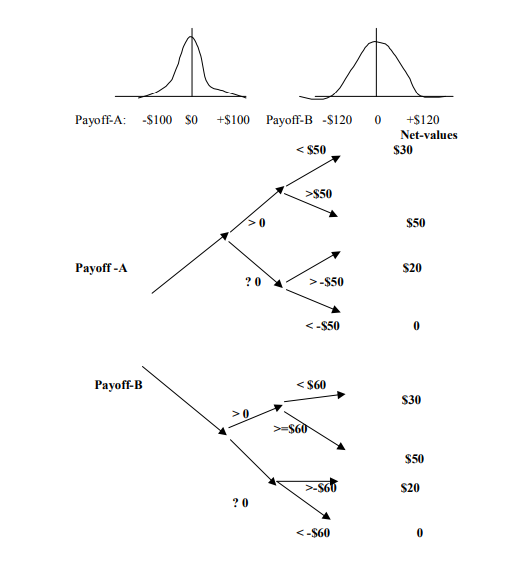 Payoff-A: -$100 $0 +$100 Payoff-B -$120 0 +$120
Net-values
< $50 $30
>$50
> 0 $50
Payoff -A $20
? 0 >-$50
< -$50 0
Payoff-B < $60
$30
> 0
>=$60
$50
>-$60 $20
? 0
< -$60 0